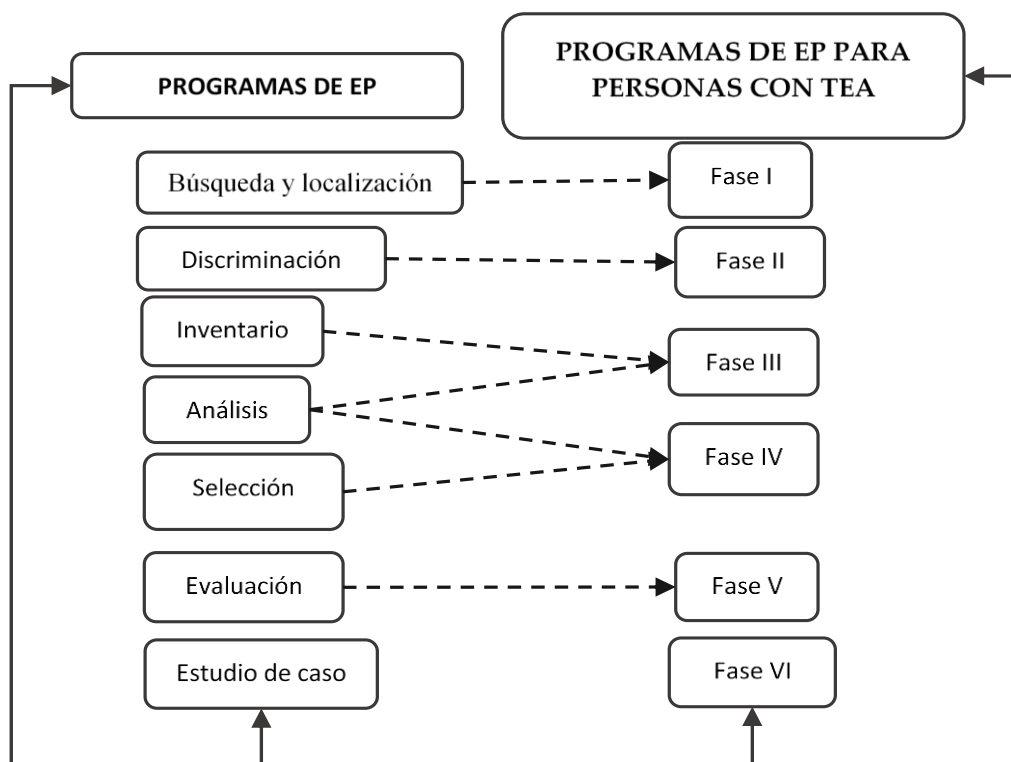 PROGRAMAS DE EP
PROGRAMAS DE EP PARA
PERSONAS CON TEA
Búsqueda y localización
Fase I
Discriminación
Fase II
Inventario
Fase III
Análisis
Fase IV
Selección
Evaluación
Fase V
Estudio de caso
Fase VI